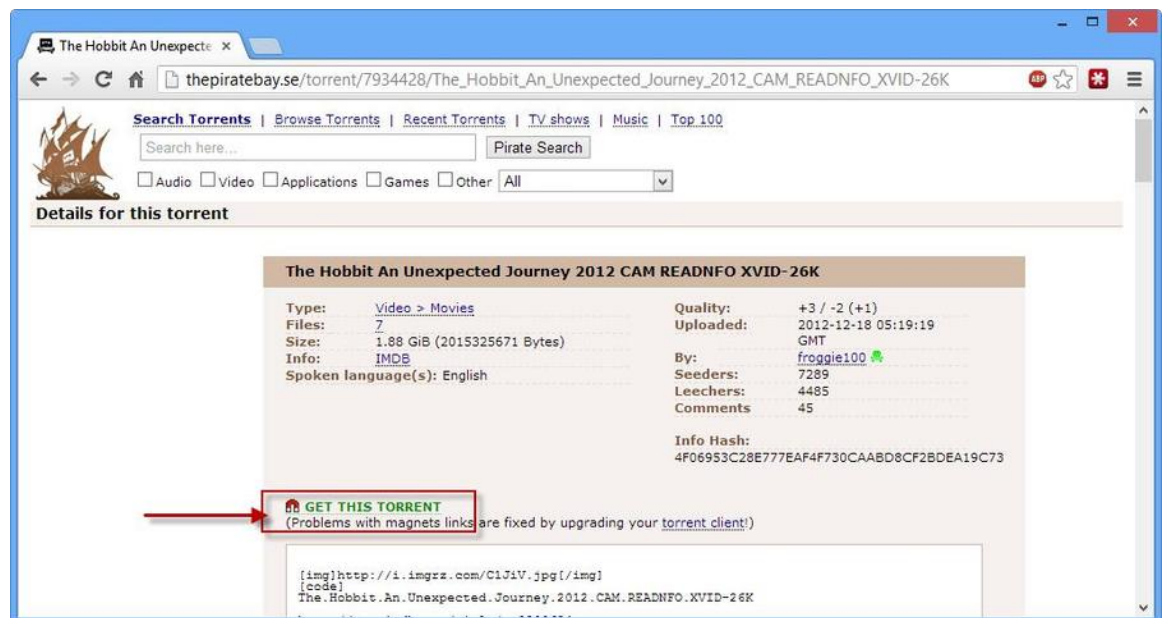 The Hobbit An Unexpecte
thepiratebay.se/torrent/7934428/The_Hobbit_An_Unexpected_Journey_2012_CAM_READNFO_XVID-26K
ABP
Search Torrents | Browse Torrents | Recent Torrents | TV shows | Music | Top 100
Search here... Pirate Search
Audio Video Applications Games Other All
Details for this torrent
The Hobbit An Unexpected Journey 2012 CAM READNFO XVID-26K
Type: Video > Movies
Files: 7
Size: 1.88 GiB (2015325671 Bytes)
Info: IMDB
Spoken language(s): English
Quality: +3 / -2 (+1)
Uploaded: 2012-12-18 05:19:19
GMT
By: froggie100
Seeders: 7289
Leechers: 4485
Comments 45
Info Hash:
4F06953C28E777EAF4F730CAABD8CF2BDEA19C73
GET THIS TORRENT
(Problems with magnets links are fixed by upgrading your torrent client!)
[img]http://i.imgrz.com/C1JiV.jpg[/img]
[code]
The.Hobbit.An.Unexpected.Journey.2012.CAM.READNFO.XVID-26K